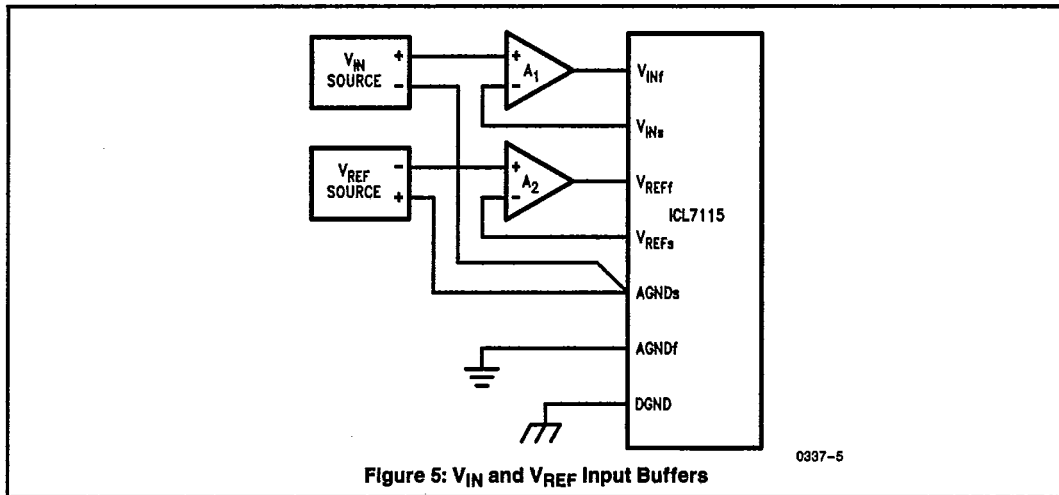 V_IN
SOURCE
+
−
+
−
A_1
V_INf
V_INs
V_REF
SOURCE
−
+
+
−
A_2
V_REFf
ICL7115
V_REFs
AGNDs
AGNDf
DGND
0337-5
Figure 5: V_IN and V_REF Input Buffers